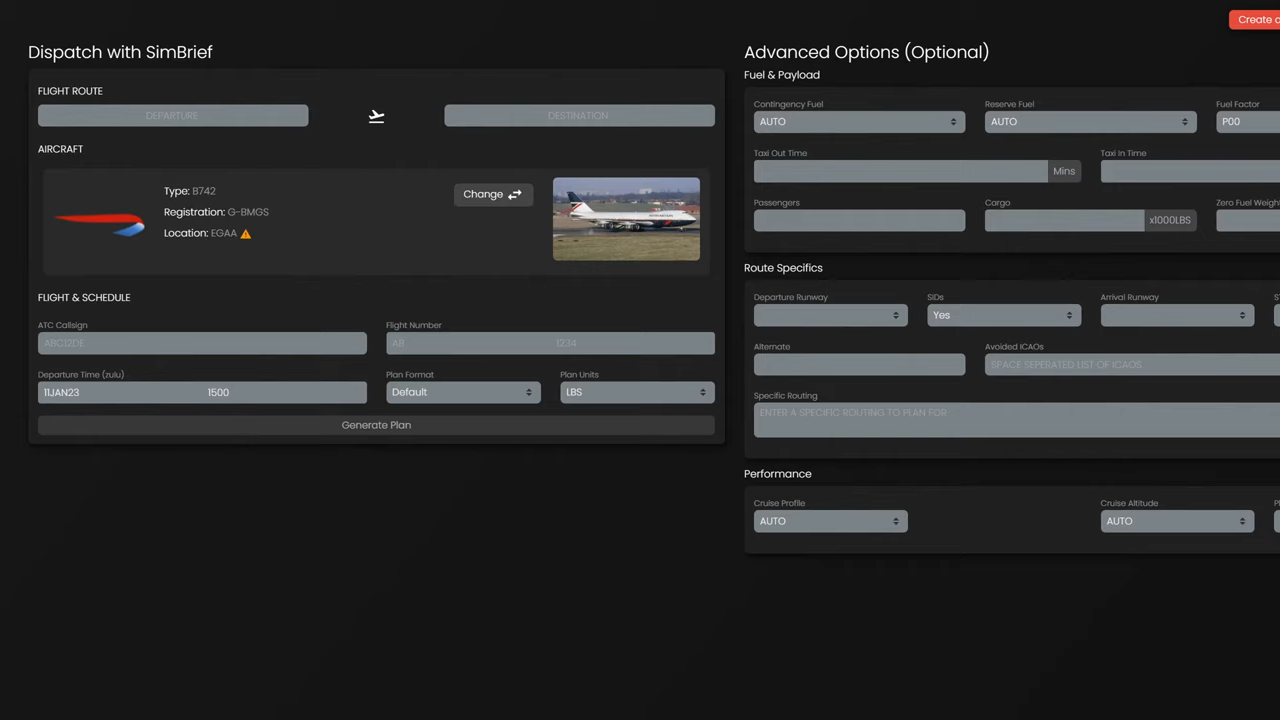 Create
Dispatch with SimBrief
Advanced Options (Optional)
Fuel & Payload
FLIGHT ROUTE
DEPARTURE
DESTINATION
Contingency Fuel
Reserve Fuel
Fuel Factor
AUTO
AUTO
P00
AIRCRAFT
Taxi Out Time
Taxi In Time
Mins
Type: B742
Registration: G-BMGS
Location: EGAA
Change
Passengers
Cargo
Zero Fuel Weight
x1000LBS
Route Specifics
FLIGHT & SCHEDULE
Departure Runway
SIDs
Arrival Runway
Yes
ATC Callsign
Flight Number
ABC12DE
AB
1234
Alternate
Avoided ICAOs
SPACE SEPERATED LIST OF ICAOS
Departure Time (zulu)
Plan Format
Plan Units
11JAN23
1500
Default
LBS
Specific Routing
ENTER A SPECIFIC ROUTING TO PLAN FOR
Generate Plan
Performance
Cruise Profile
Cruise Altitude
AUTO
AUTO